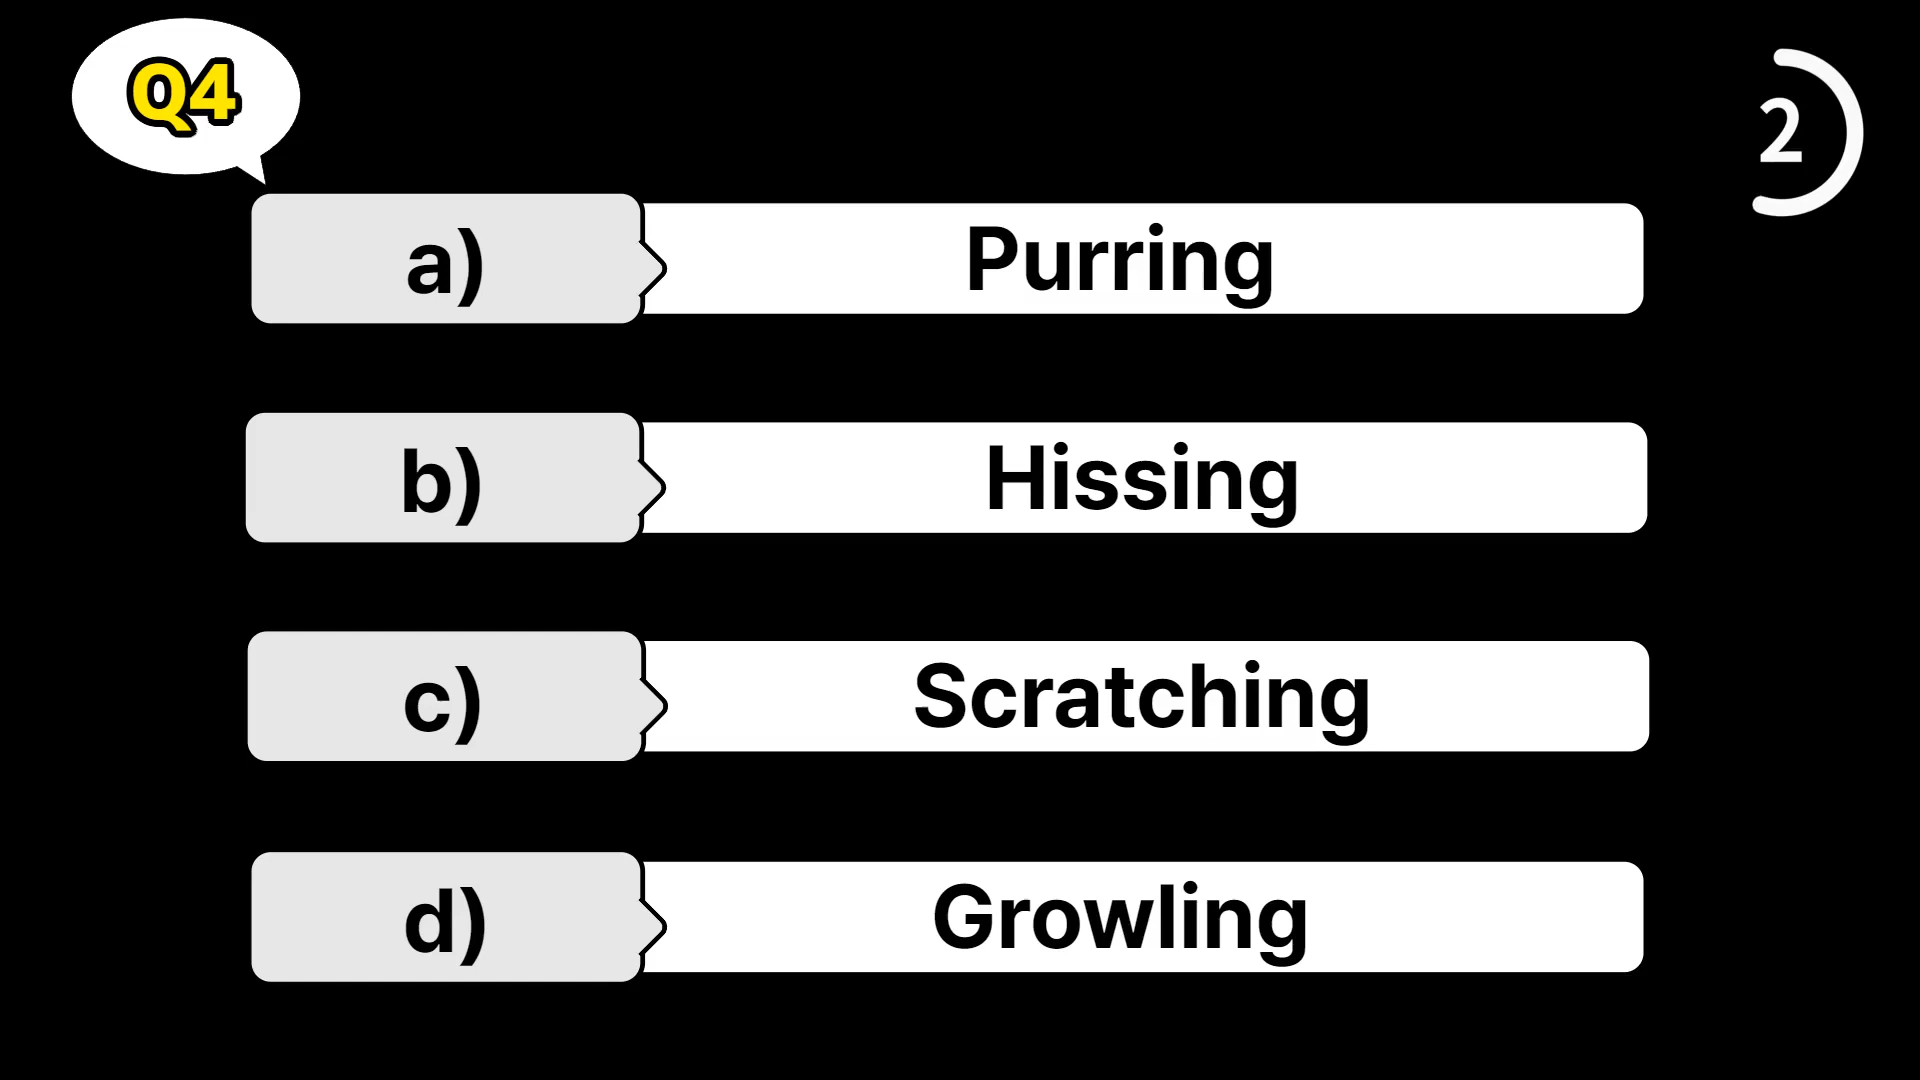 Q4
2
a) Purring
b) Hissing
c) Scratching
d) Growling